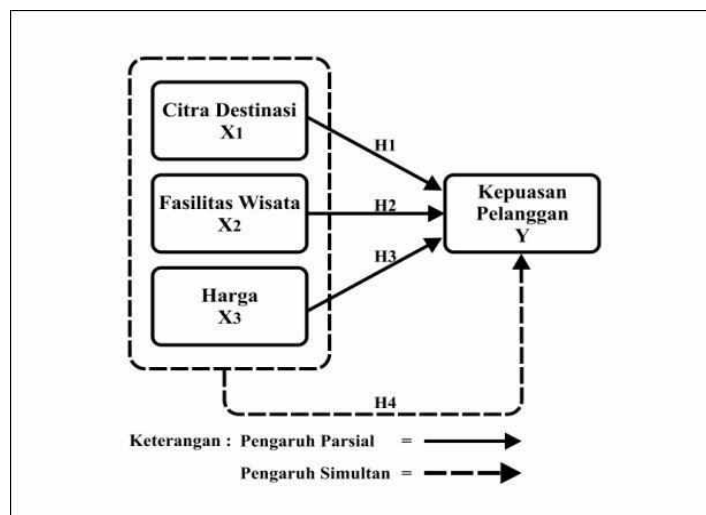 Citra Destinasi
X1
H1
Fasilitas Wisata
X2
H2
Kepuasan
Pelanggan
Y
Harga
X3
H3
H4
Keterangan : Pengaruh Parsial =
Pengaruh Simultan =